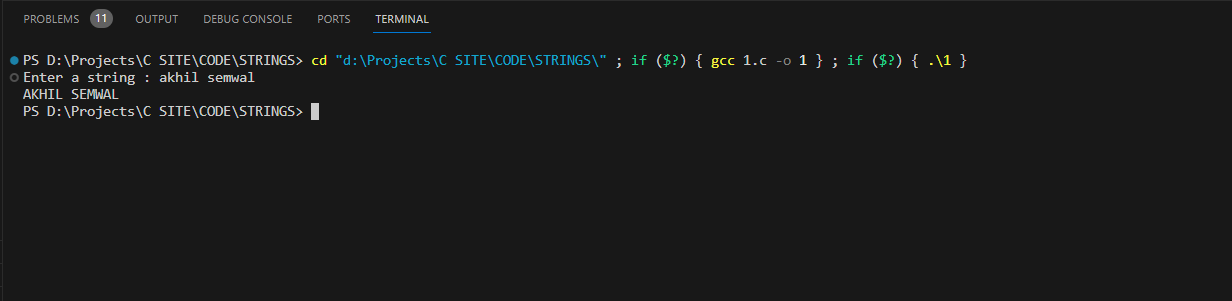 PROBLEMS 11 OUTPUT DEBUG CONSOLE PORTS TERMINAL
PS D:\Projects\C SITE\CODE\STRINGS> cd "d:\Projects\C SITE\CODE\STRINGS\" ; if ($?) { gcc 1.c -o 1 } ; if ($?) { .\1 }
Enter a string : akhil semwal
AKHIL SEMWAL
PS D:\Projects\C SITE\CODE\STRINGS>